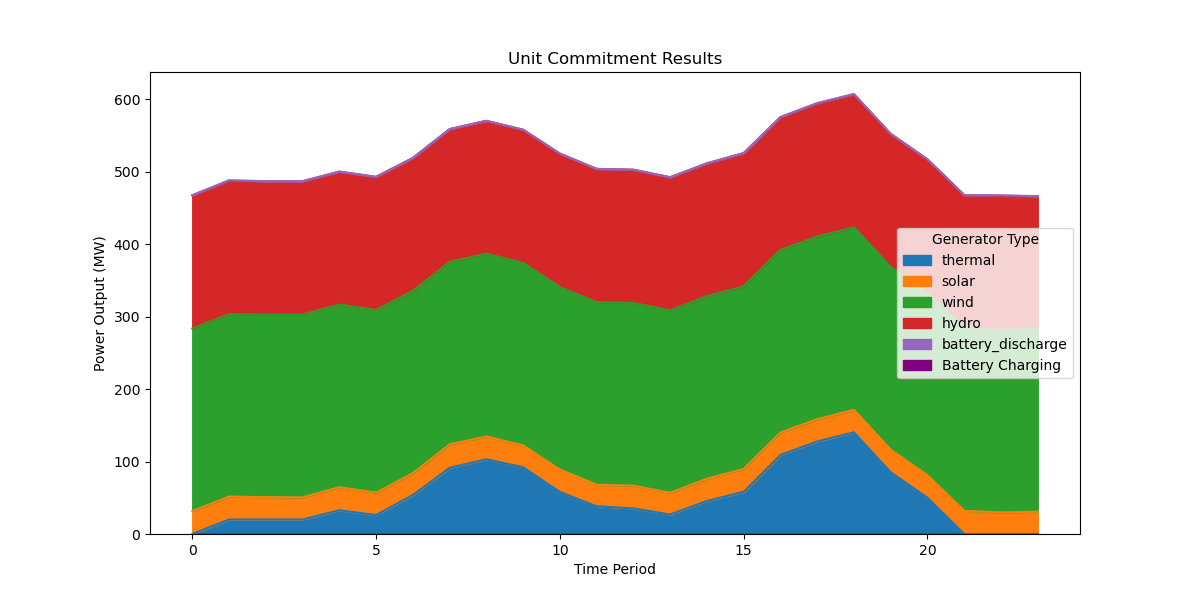 Unit Commitment Results
Power Output (MW)
600
500
400
300
200
100
0
Generator Type
thermal
solar
wind
hydro
battery_discharge
Battery Charging
0 5 10 15 20
Time Period